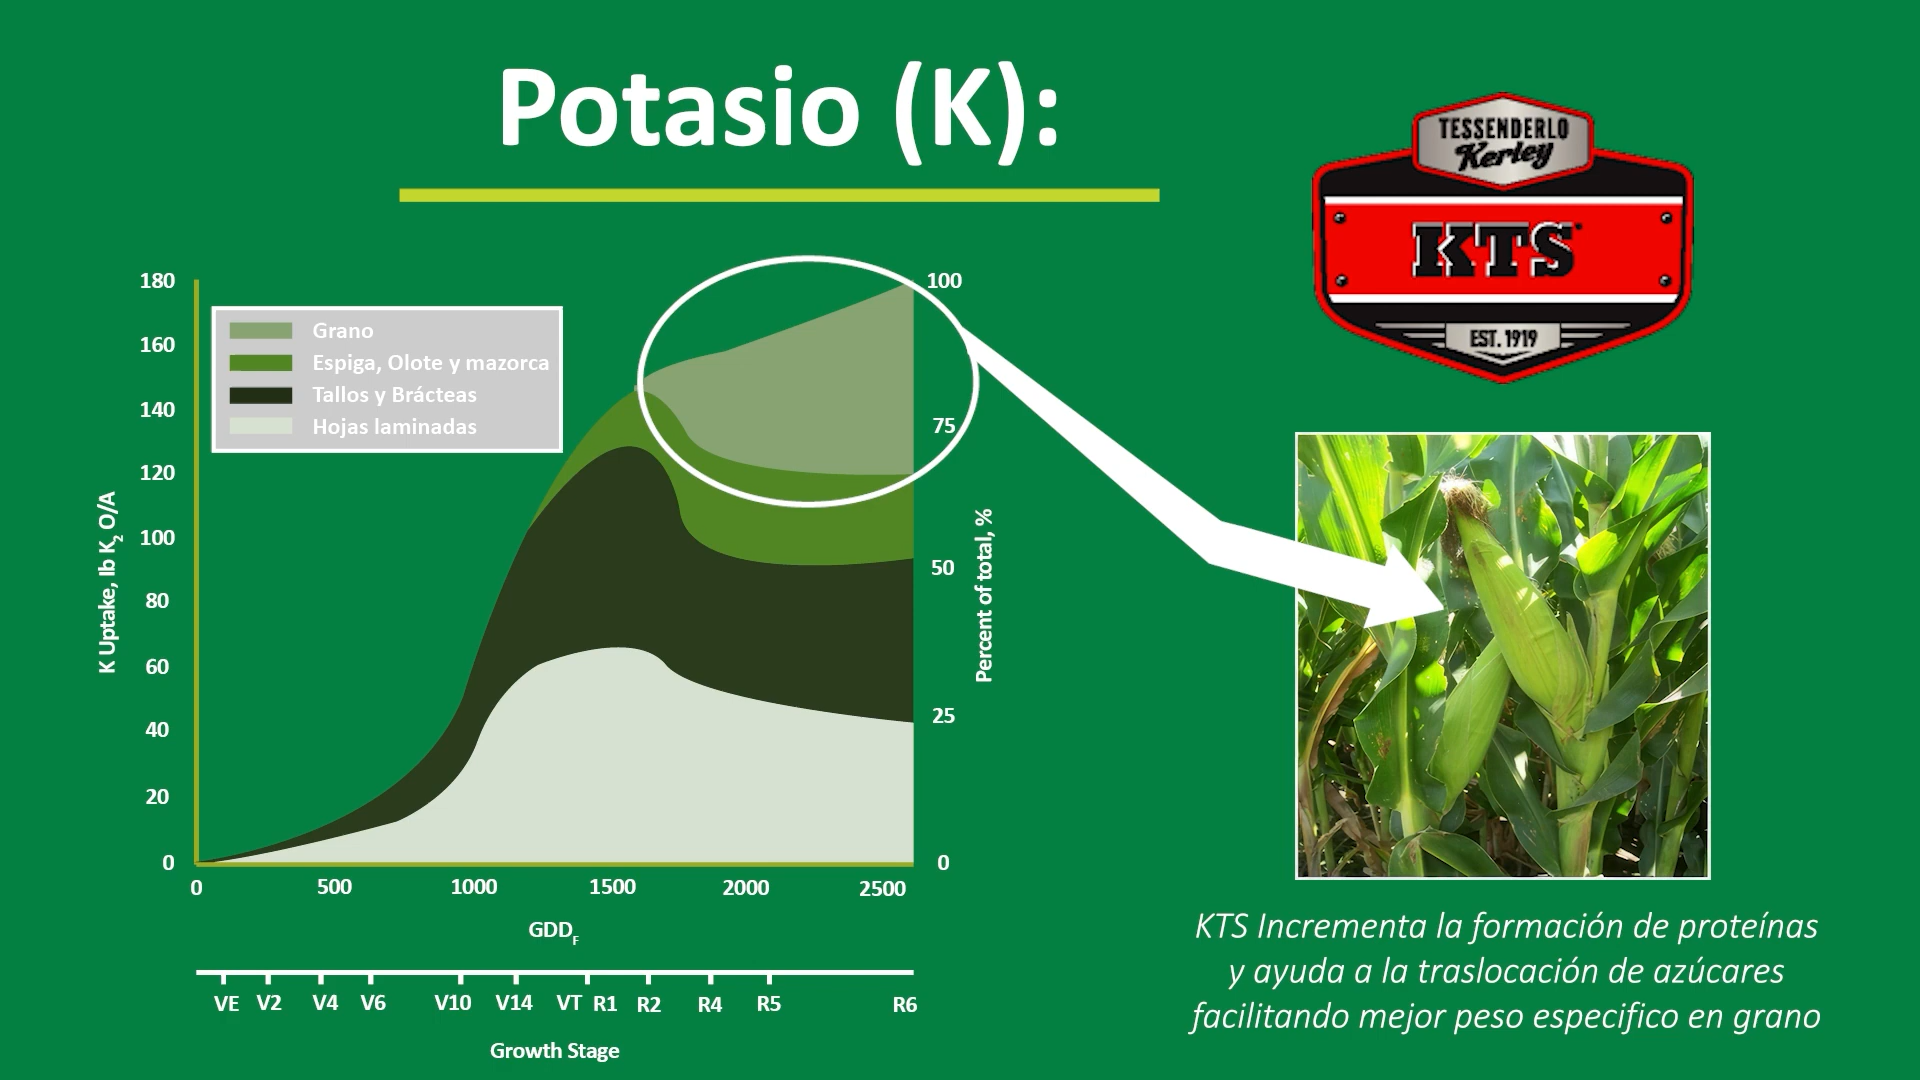 Potasio (K):
TESSENDERLO
Kerley
KTS
EST. 1919
180
160
140
120
100
80
60
40
20
0
K Uptake, lb K2 O/A
Grano
Espiga, Olote y mazorca
Tallos y Brácteas
Hojas laminadas
100
75
50
25
0
Percent of total, %
0 500 1000 1500 2000 2500
GDDF
VE V2 V4 V6 V10 V14 VT R1 R2 R4 R5 R6
Growth Stage
KTS Incrementa la formación de proteínas
y ayuda a la traslocación de azúcares
facilitando mejor peso especifico en grano